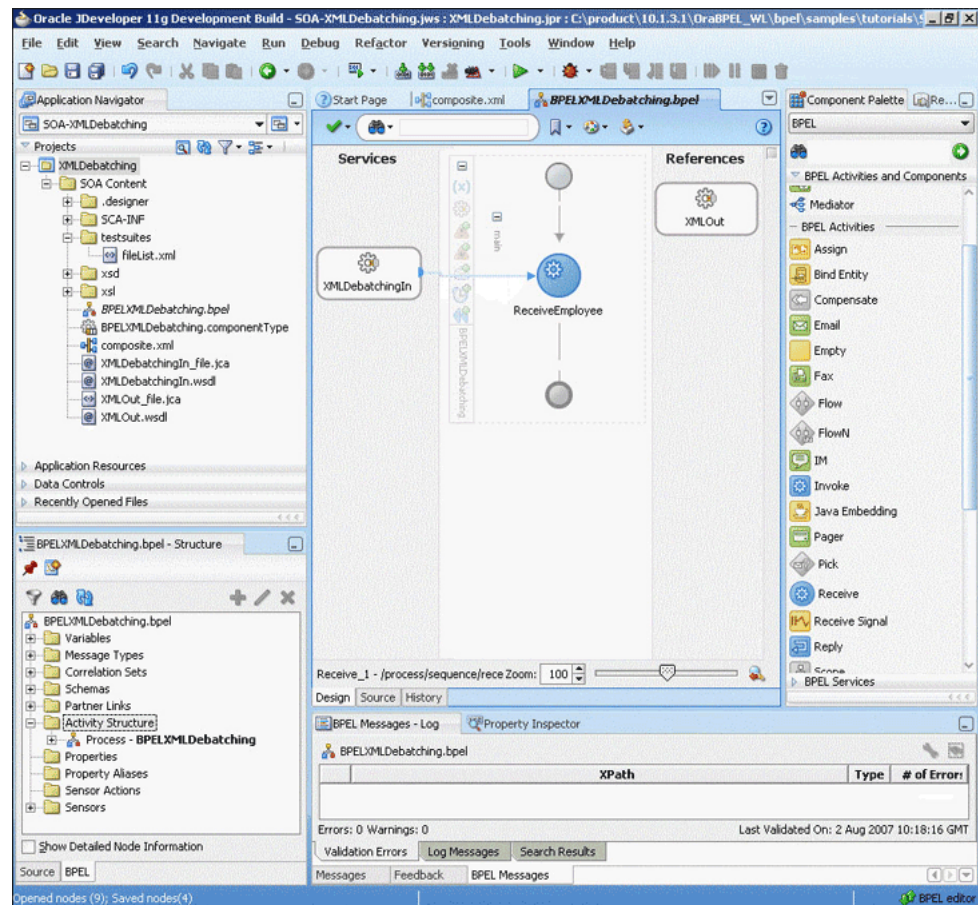 Oracle JDeveloper 11g Development Build - SOA-XMLDebatching.jws : XMLDebatching.jpr : C:\product\10.1.3.1\OraBPEL_WL\bpel\samples\tutorials\
File Edit View Search Navigate Run Debug Refactor Versioning Tools Window Help
Application Navigator
SOA-XMLDebatching
Projects
XMLDebatching
SOA Content
.designer
SCA-INF
testsuites
fileList.xml
xsd
xsl
BPELXMLDebatching.bpel
BPELXMLDebatching.componentType
composite.xml
XMLDebatchingIn_file.jca
XMLDebatchingIn.wsdl
XMLOut_file.jca
XMLOut.wsdl
Application Resources
Data Controls
Recently Opened Files
BPELXMLDebatching.bpel - Structure
BPELXMLDebatching.bpel
Variables
Message Types
Correlation Sets
Schemas
Partner Links
Activity Structure
Process - BPELXMLDebatching
Properties
Property Aliases
Sensor Actions
Sensors
Show Detailed Node Information
Source BPEL
Start Page composite.xml BPELXMLDebatching.bpel
Services
References
(x)
main
XMLOut
XMLDebatchingIn
ReceiveEmployee
BPELXMLDebatching
Receive_1 - /process/sequence/rece Zoom: 100
Design Source History
BPEL Messages - Log Property Inspector
BPELXMLDebatching.bpel
XPath Type # of Errors
Errors: 0 Warnings: 0 Last Validated On: 2 Aug 2007 10:18:16 GMT
Validation Errors Log Messages Search Results
Messages Feedback BPEL Messages
Component Palette Re...
BPEL
BPEL Activities and Components
Mediator
BPEL Activities
Assign
Bind Entity
Compensate
Email
Empty
Fax
Flow
FlowN
IM
Invoke
Java Embedding
Pager
Pick
Receive
Receive Signal
Reply
Scope
BPEL Services
Opened nodes (9); Saved nodes(4) BPEL editor